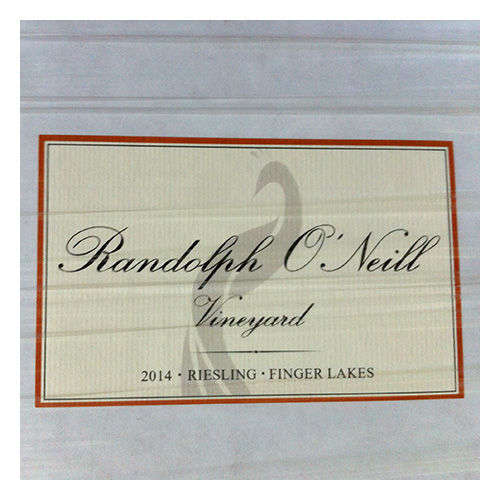 Randolph O'Neill
Vineyard
2014 · RIESLING · FINGER LAKES